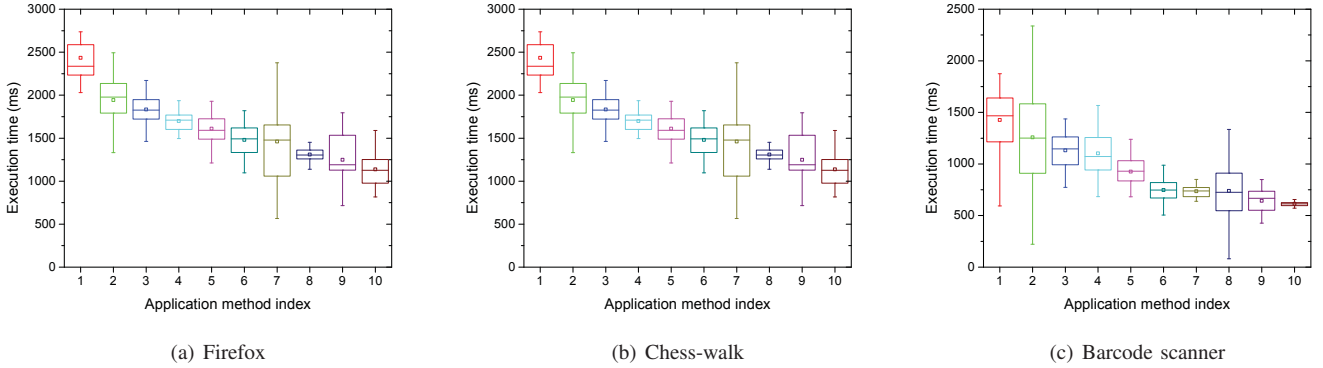 3000
2500
2000
1500
1000
500
0
Execution time (ms)
1 2 3 4 5 6 7 8 9 10
Application method index
(a) Firefox
3000
2500
2000
1500
1000
500
0
Execution time (ms)
1 2 3 4 5 6 7 8 9 10
Application method index
(b) Chess-walk
2500
2000
1500
1000
500
0
Execution time (ms)
1 2 3 4 5 6 7 8 9 10
Application method index
(c) Barcode scanner